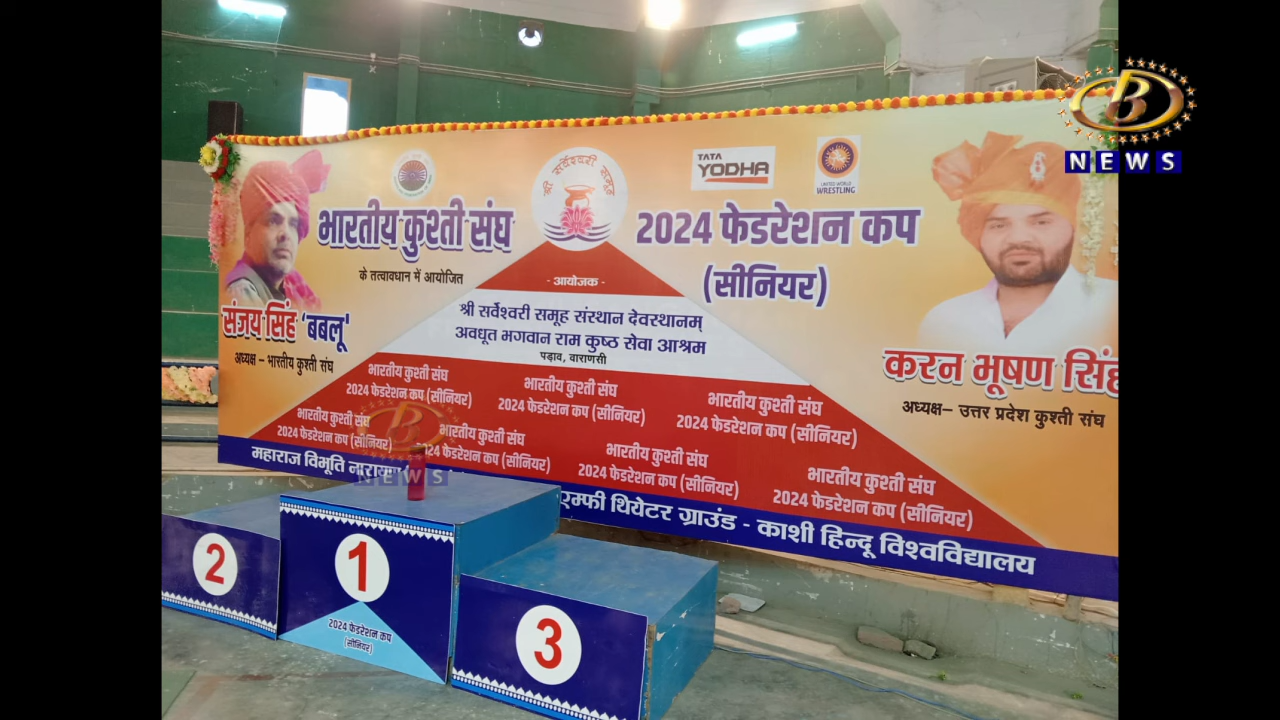 B
NEWS
भारतीय कुश्ती संघ
के तत्वावधान में आयोजित
श्री सर्वेश्वरी समूह
TATA
YODHA
UNITED WORLD
WRESTLING
2024 फेडरेशन कप
(सीनियर)
संजय सिंह 'बबलू'
अध्यक्ष – भारतीय कुश्ती संघ
- आयोजक -
श्री सर्वेश्वरी समूह संस्थान देवस्थानम्
अवधूत भगवान राम कुष्ठ सेवा आश्रम
पड़ाव, वाराणसी
करन भूषण सिंह
अध्यक्ष– उत्तर प्रदेश कुश्ती संघ
भारतीय कुश्ती संघ
2024 फेडरेशन कप (सीनियर)
भारतीय कुश्ती संघ
2024 फेडरेशन कप (सीनियर)
भारतीय कुश्ती संघ
2024 फेडरेशन कप (सीनियर)
भारतीय कुश्ती संघ
2024 फेडरेशन कप (सीनियर)
भारतीय कुश्ती संघ
2024 फेडरेशन कप (सीनियर)
भारतीय कुश्ती संघ
2024 फेडरेशन कप (सीनियर)
भारतीय कुश्ती संघ
2024 फेडरेशन कप (सीनियर)
B
NEWS
महाराज विभूति एम्फी थियेटर ग्राउंड - काशी हिन्दू विश्वविद्यालय
2
1
2024 फेडरेशन कप
(सीनियर)
3